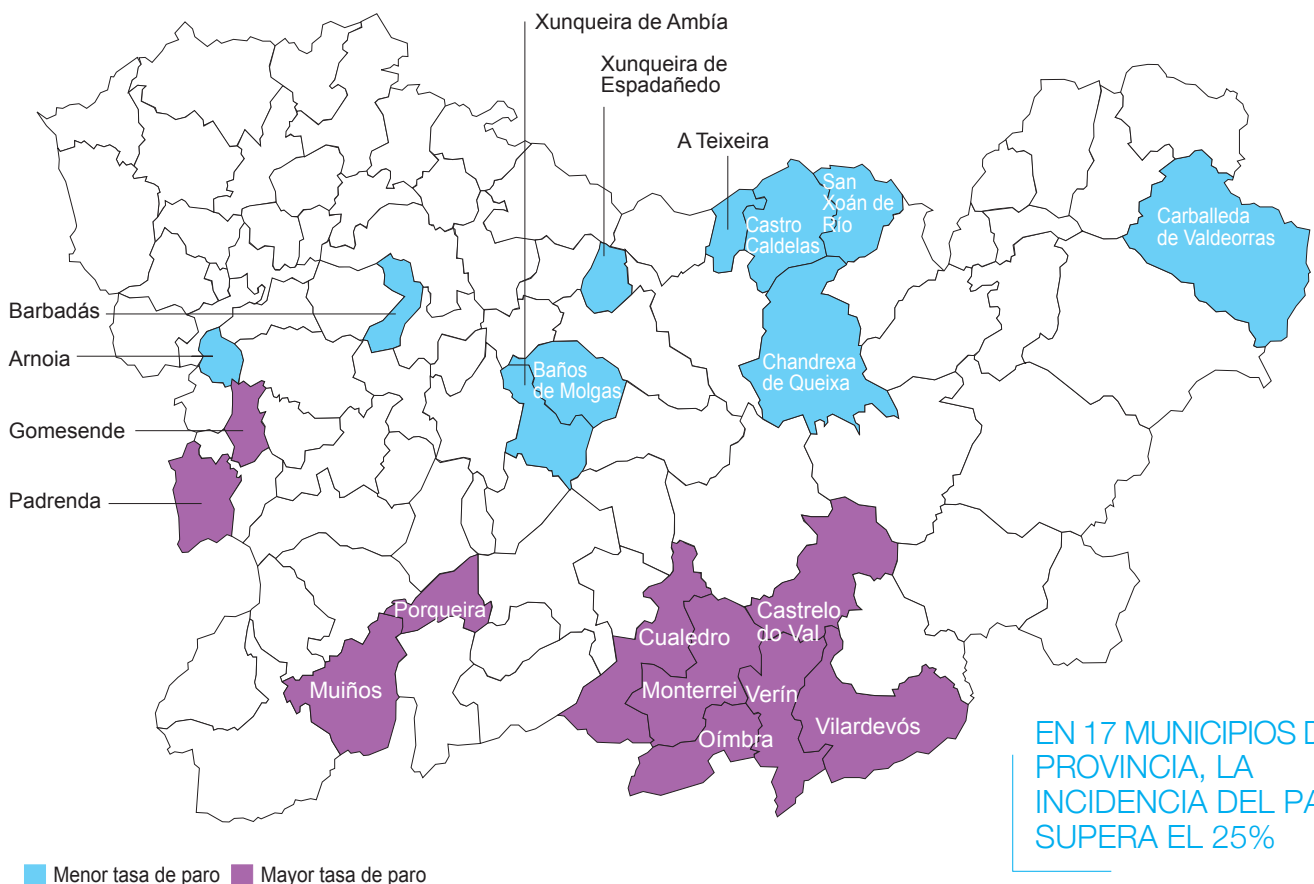 Xunqueira de Ambía
Xunqueira de
Espadañedo
A Teixeira
San
Xoán de
Río
Castro
Caldelas
Carballeda
de Valdeorras
Barbadás
Arnoia
Baños
de Molgas
Chandrexa
de Queixa
Gomesende
Padrenda
Porqueira
Castrelo
do Val
Cualedro
Muiños
Monterrei
Verín
Vilardevós
Oímbra
EN 17 MUNICIPIOS D
PROVINCIA, LA
INCIDENCIA DEL PA
SUPERA EL 25%
Menor tasa de paro
Mayor tasa de paro